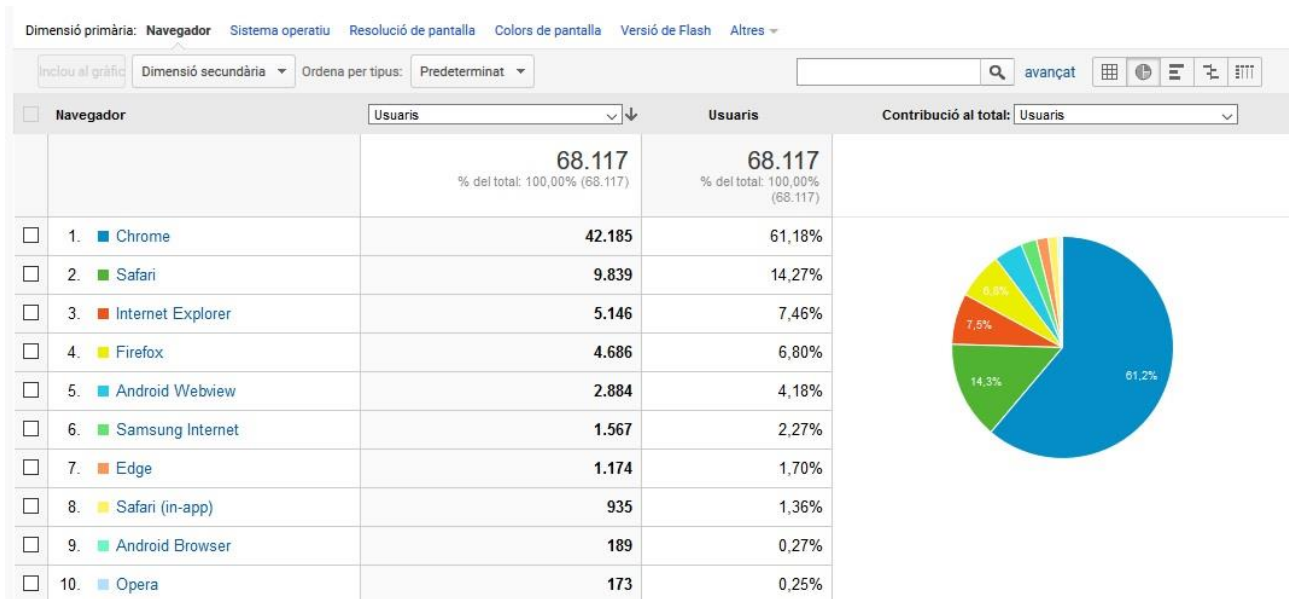 Dimensió primària: Navegador Sistema operatiu Resolució de pantalla Colors de pantalla Versió de Flash Altres
Inclou al gràfic Dimensió secundària Ordena per tipus: Predeterminat avançat
Navegador Usuaris Usuaris Contribució al total: Usuaris
68.117 68.117
% del total: 100,00% (68.117) % del total: 100,00%
(68.117)
1. Chrome 42.185 61,18%
2. Safari 9.839 14,27%
3. Internet Explorer 5.146 7,46%
4. Firefox 4.686 6,80%
5. Android Webview 2.884 4,18%
6. Samsung Internet 1.567 2,27%
7. Edge 1.174 1,70%
8. Safari (in-app) 935 1,36%
9. Android Browser 189 0,27%
10. Opera 173 0,25%
6,8%
7,5%
14,3%
61,2%